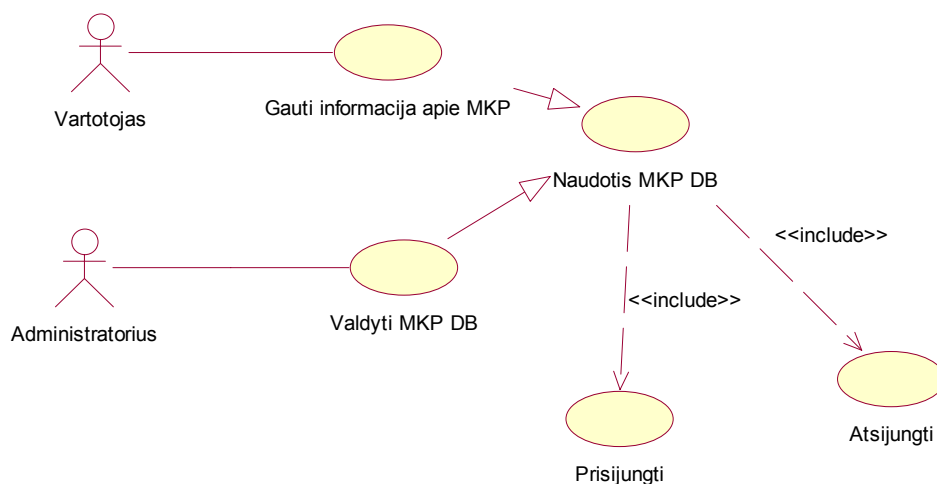 Vartotojas
Gauti informacija apie MKP
Naudotis MKP DB
<<include>>
<<include>>
Administratorius
Valdyti MKP DB
Prisijungti
Atsijungti